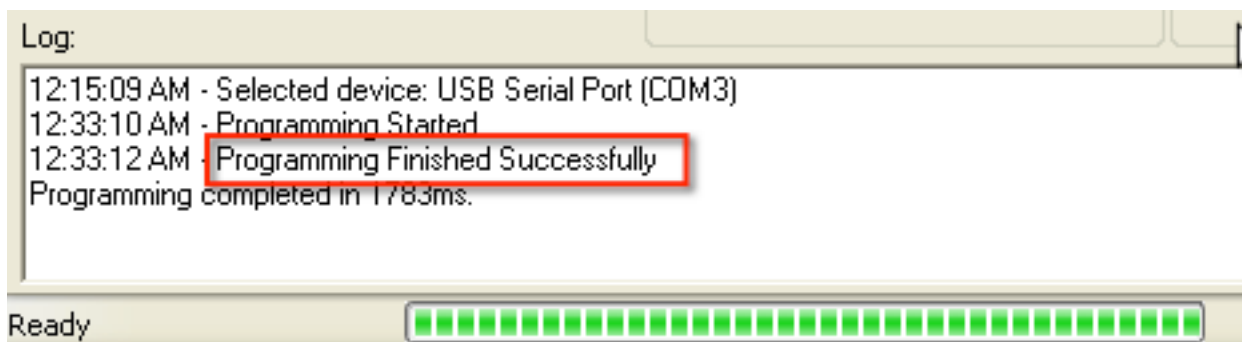 Log:
12:15:09 AM - Selected device: USB Serial Port (COM3)
12:33:10 AM - Programming Started
12:33:12 AM - Programming Finished Successfully
Programming completed in 1783ms.
Ready